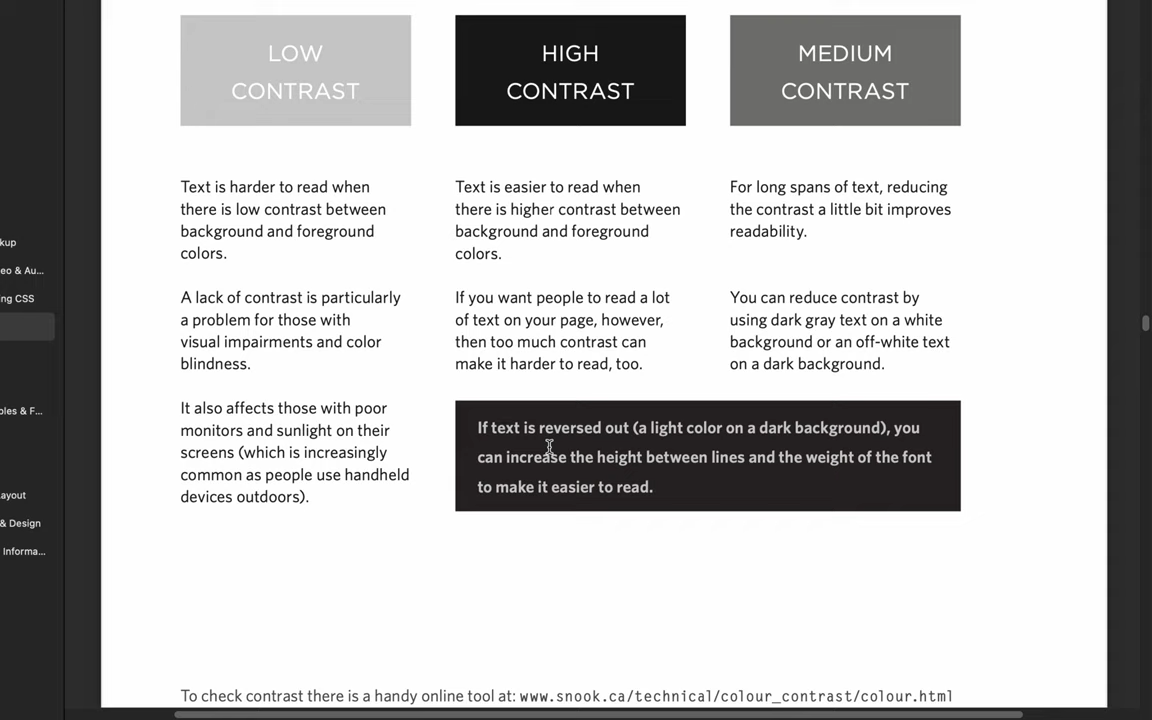 LOW
CONTRAST
HIGH
CONTRAST
MEDIUM
CONTRAST
Text is harder to read when
there is low contrast between
background and foreground
colors.
A lack of contrast is particularly
a problem for those with
visual impairments and color
blindness.
It also affects those with poor
monitors and sunlight on their
screens (which is increasingly
common as people use handheld
devices outdoors).
Text is easier to read when
there is higher contrast between
background and foreground
colors.
If you want people to read a lot
of text on your page, however,
then too much contrast can
make it harder to read, too.
For long spans of text, reducing
the contrast a little bit improves
readability.
You can reduce contrast by
using dark gray text on a white
background or an off-white text
on a dark background.
If text is reversed out (a light color on a dark background), you
can increase the height between lines and the weight of the font
to make it easier to read.
To check contrast there is a handy online tool at: www.snook.ca/technical/colour_contrast/colour.html
kup
eo & Au...
ing CSS
ples & F...
ayout
& Design
Informa...